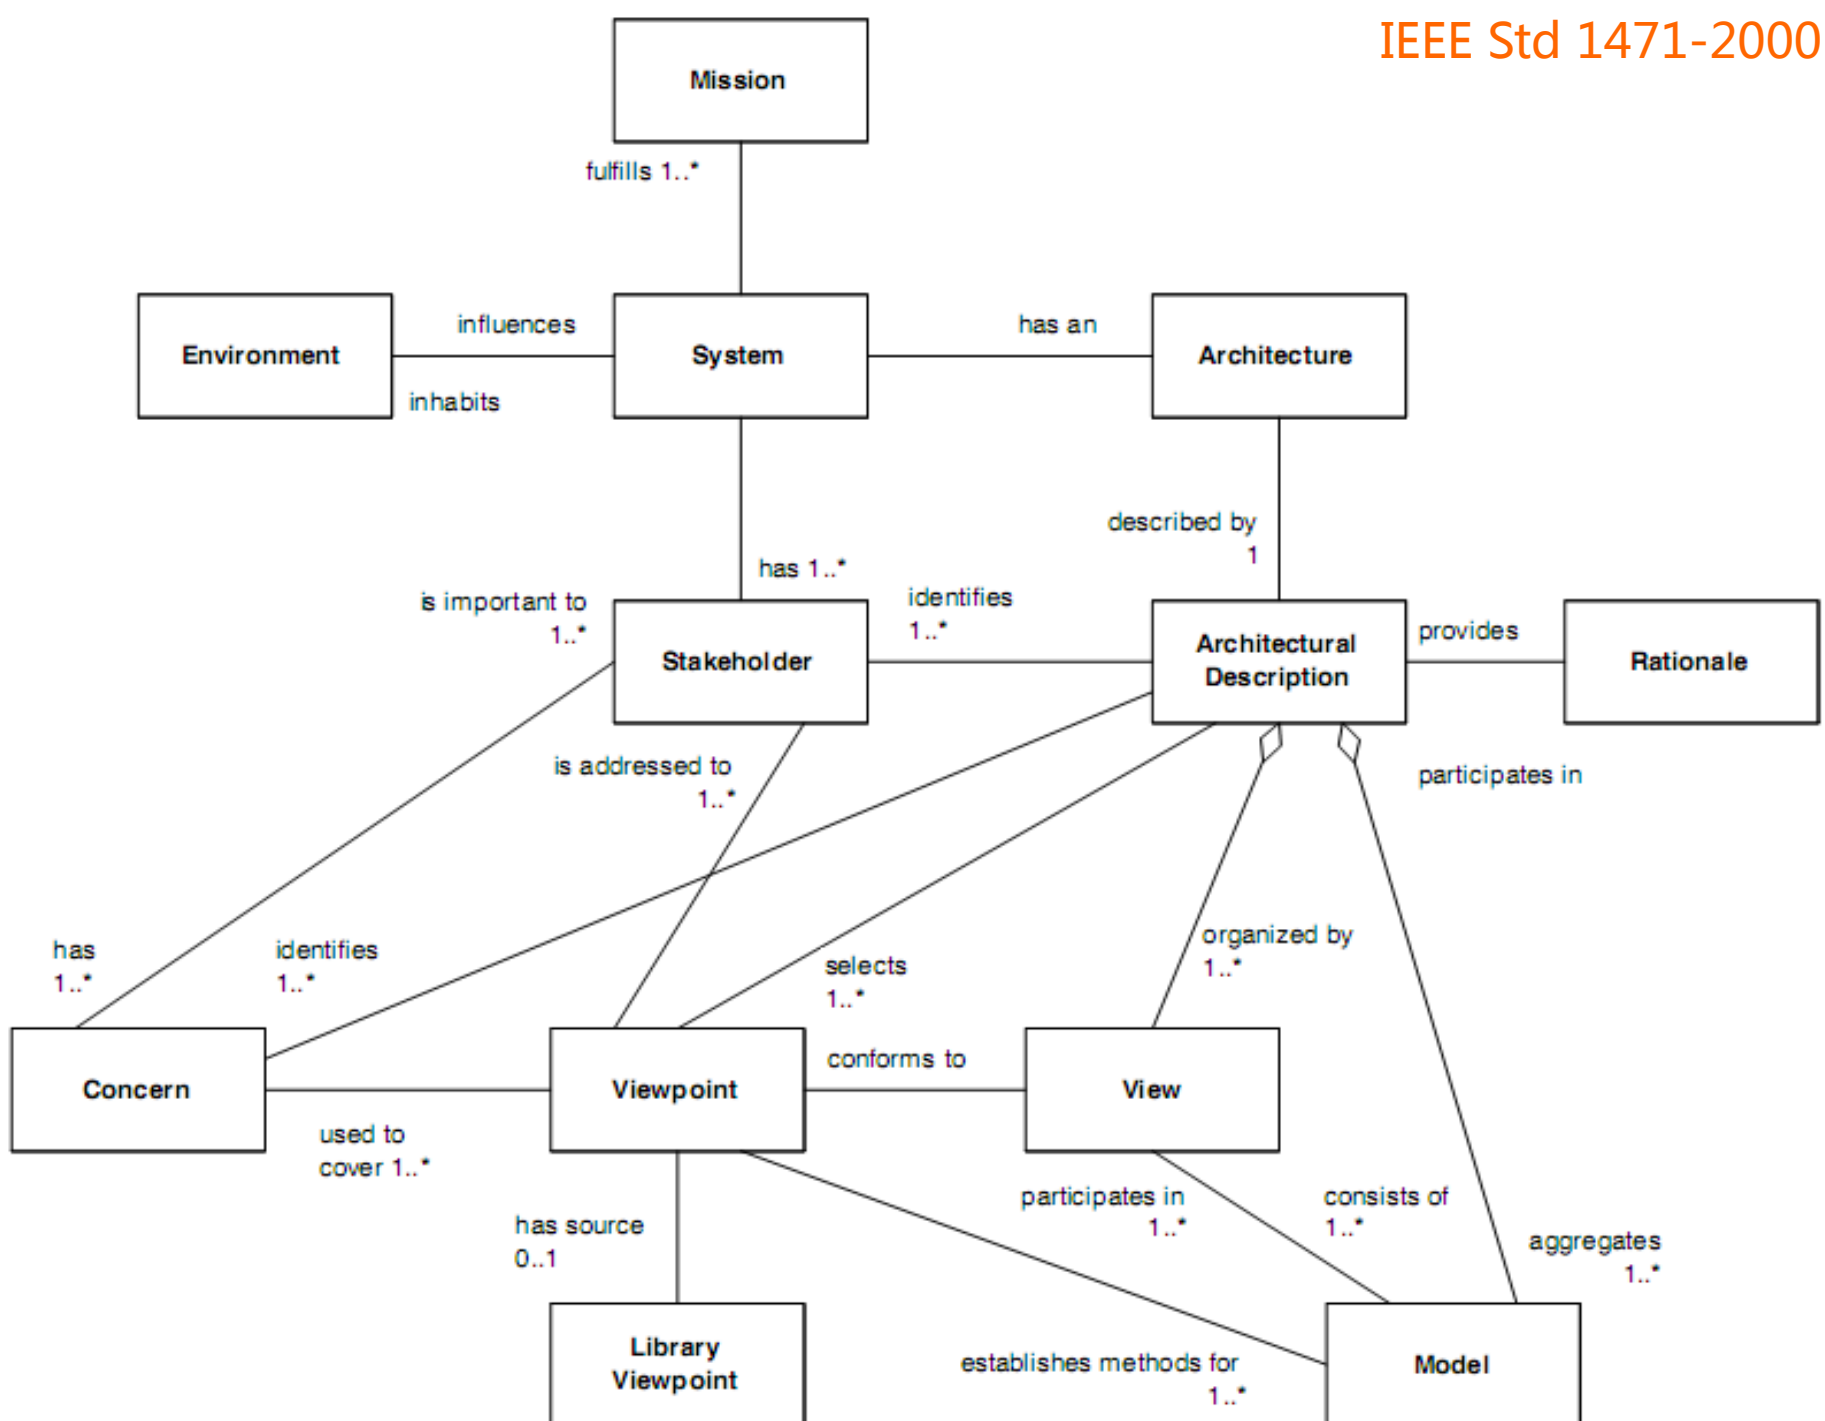 IEEE Std 1471-2000
Mission
fulfills 1..*
Environment
influences
inhabits
System
has an
Architecture
has 1..*
described by
1
is important to
1..*
Stakeholder
identifies
1..*
Architectural
Description
provides
Rationale
is addressed to
1..*
participates in
has
1..*
identifies
1..*
selects
1..*
organized by
1..*
Concern
used to
cover 1..*
Viewpoint
conforms to
View
has source
0..1
participates in
1..*
consists of
1..*
aggregates
1..*
Library
Viewpoint
establishes methods for
1..*
Model